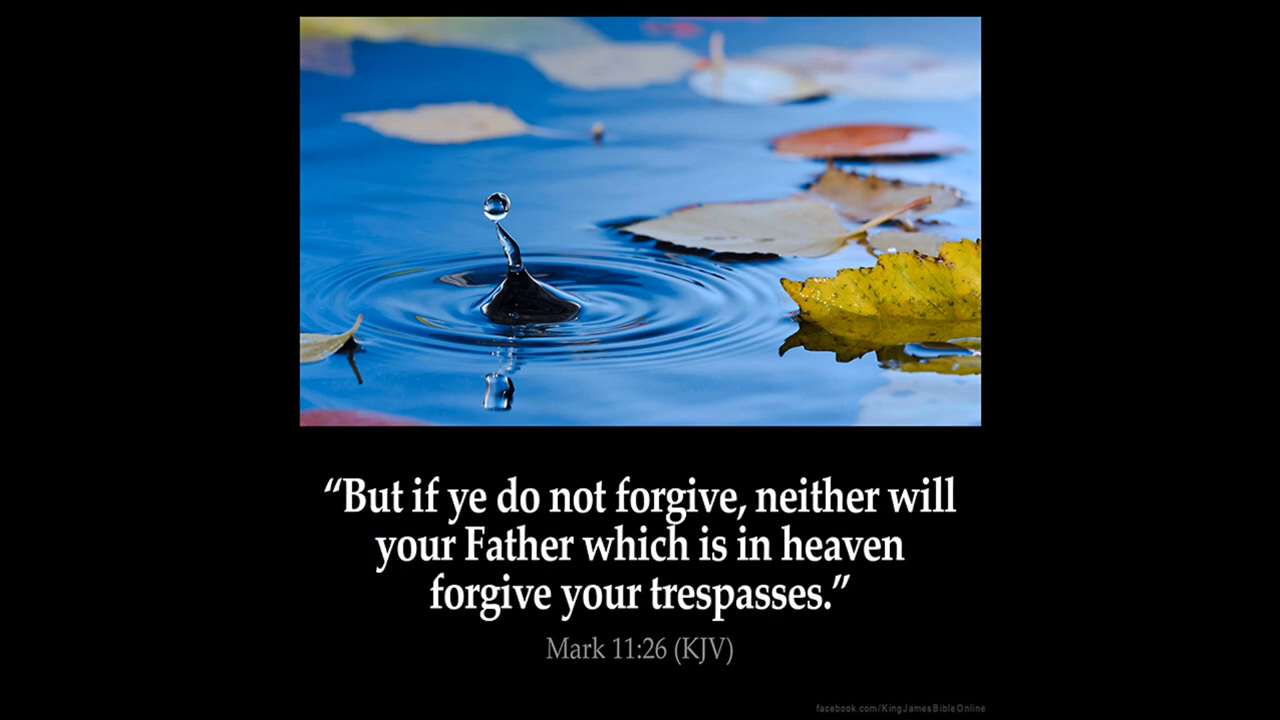 “But if ye do not forgive, neither will
your Father which is in heaven
forgive your trespasses.”
Mark 11:26 (KJV)
facebook.com/KingJamesBibleOnline